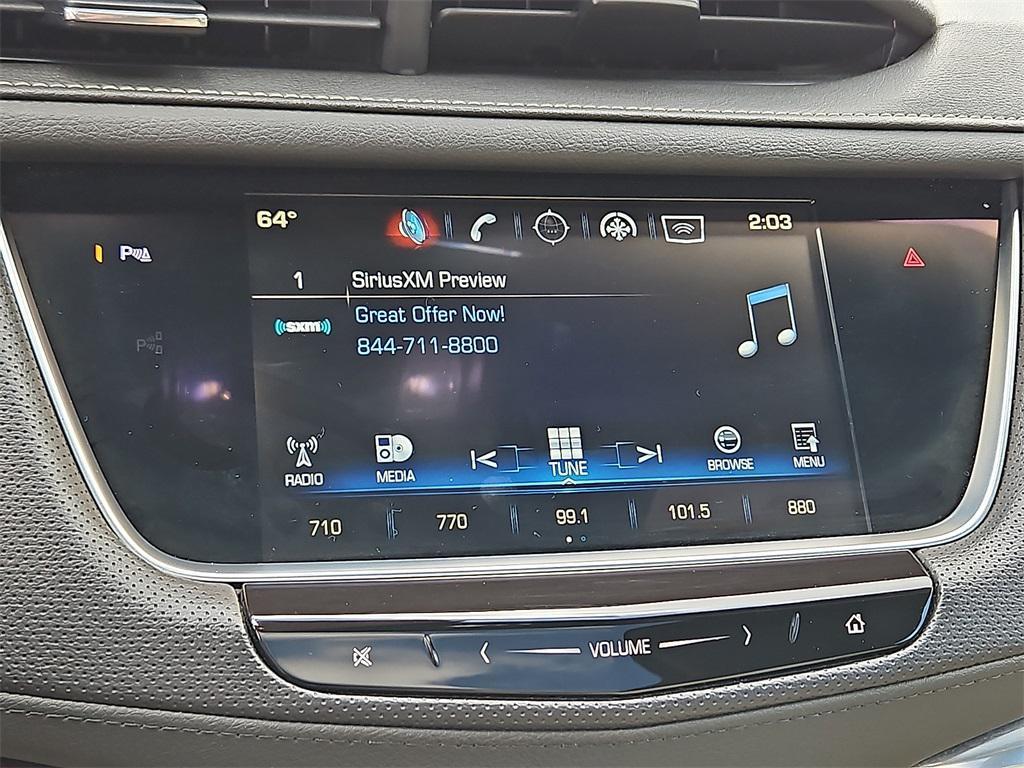 64° 2:03
P
1 SiriusXM Preview
((sxm)) Great Offer Now!
844-711-8800
P
RADIO MEDIA TUNE BROWSE MENU
710 770 99.1 101.5 880
VOLUME